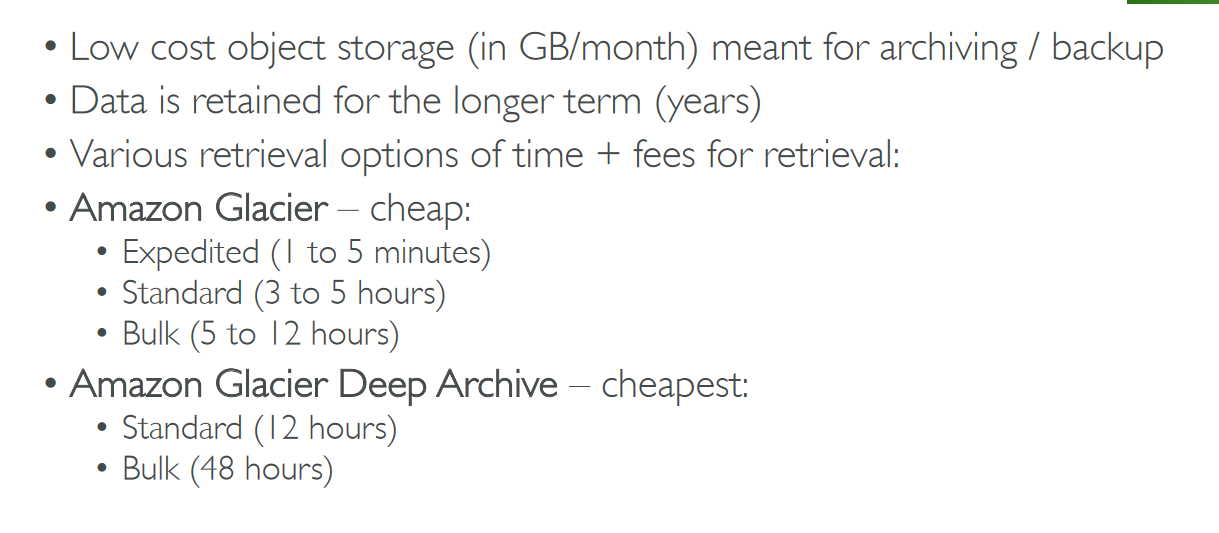 • Low cost object storage (in GB/month) meant for archiving / backup
• Data is retained for the longer term (years)
• Various retrieval options of time + fees for retrieval:
• Amazon Glacier – cheap:
• Expedited (1 to 5 minutes)
• Standard (3 to 5 hours)
• Bulk (5 to 12 hours)
• Amazon Glacier Deep Archive – cheapest:
• Standard (12 hours)
• Bulk (48 hours)